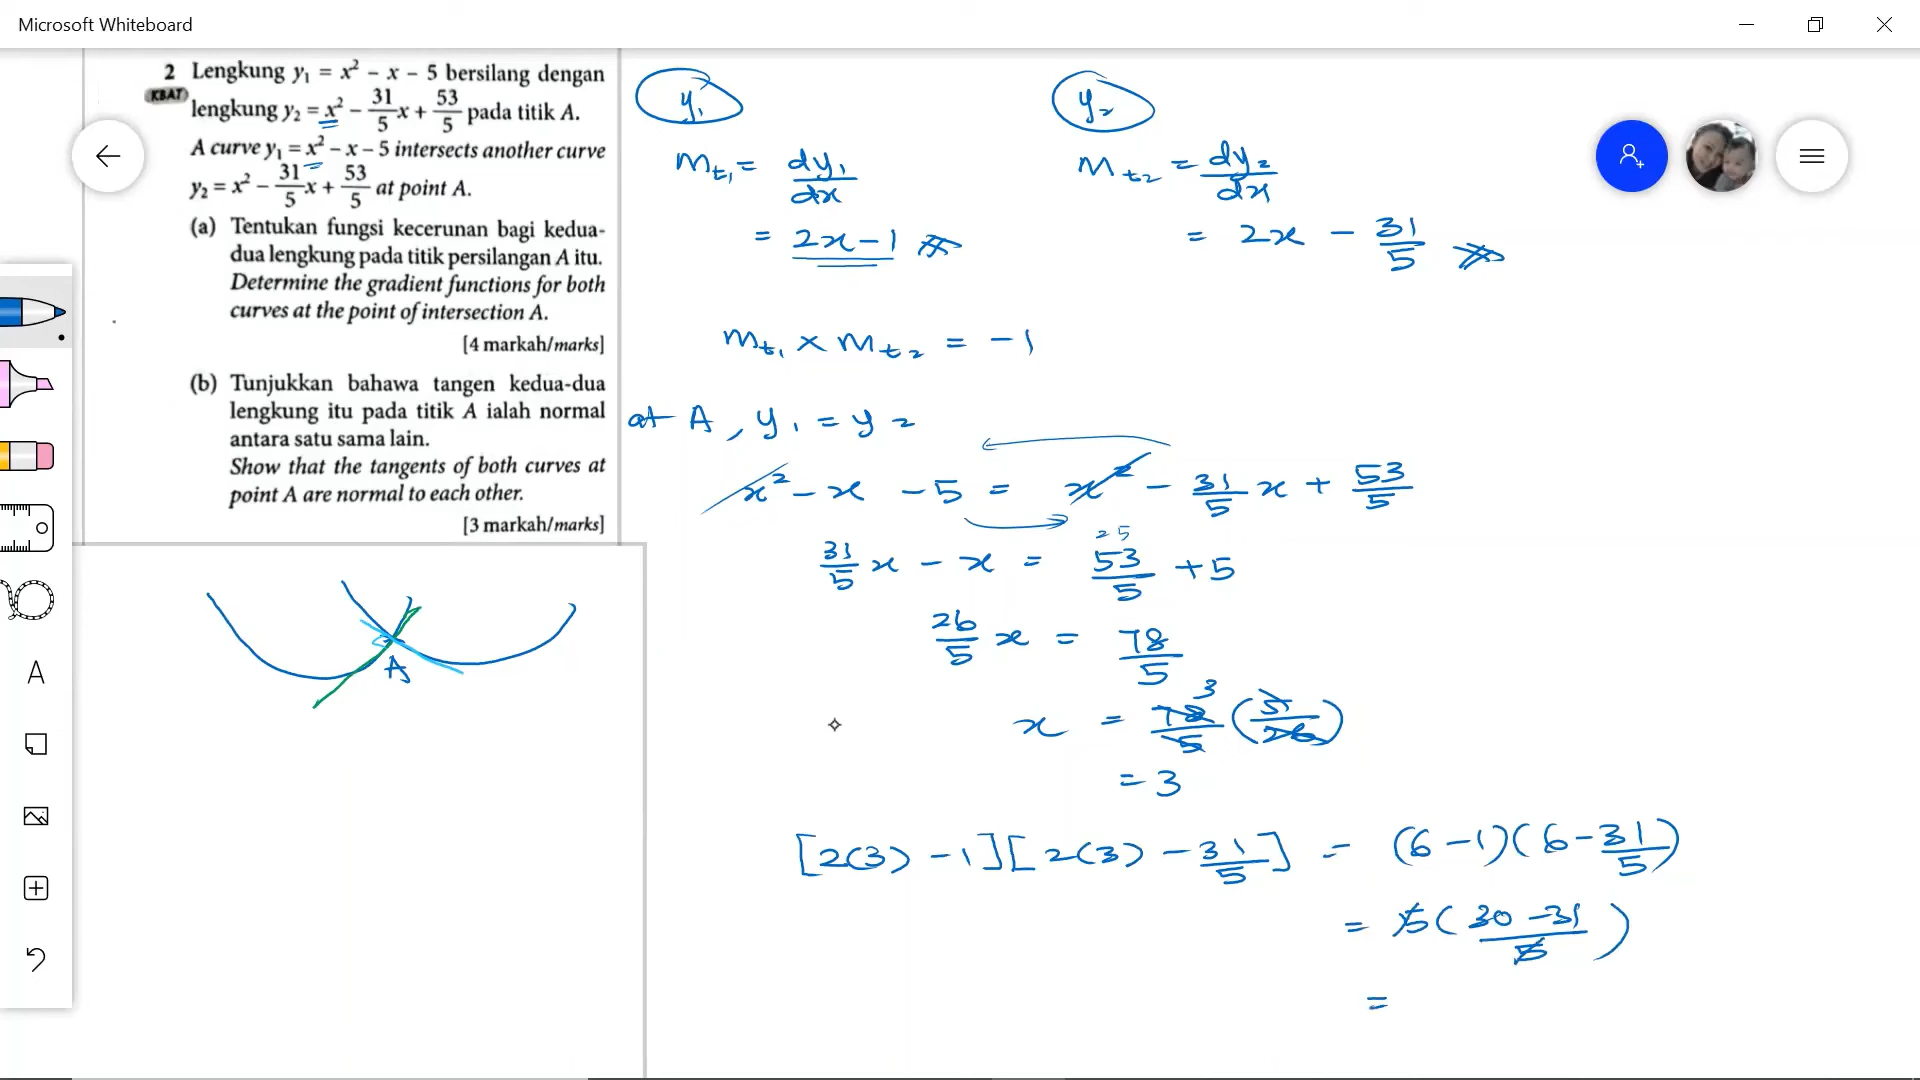 Microsoft Whiteboard
2 Lengkung y₁ = x² − x − 5 bersilang dengan
KBAT
lengkung y₂ = x² − 31/5 x + 53/5 pada titik A.
A curve y₁ = x² − x − 5 intersects another curve
y₂ = x² − 31/5 x + 53/5 at point A.
(a) Tentukan fungsi kecerunan bagi kedua-
dua lengkung pada titik persilangan A itu.
Determine the gradient functions for both
curves at the point of intersection A.
[4 markah/marks]
(b) Tunjukkan bahawa tangen kedua-dua
lengkung itu pada titik A ialah normal
antara satu sama lain.
Show that the tangents of both curves at
point A are normal to each other.
[3 markah/marks]
A
A
y₁
mt₁ = dy₁/dx
= 2x − 1
y₂
mt₂ = dy₂/dx
= 2x − 31/5
mt₁ × mt₂ = −1
at A, y₁ = y₂
x² − x − 5 = x² − 31/5 x + 53/5
25
31/5 x − x = 53/5 + 5
26/5 x = 78/5
3
x = 78/5 (5/26)
= 3
[2(3) − 1][2(3) − 31/5] = (6 − 1)(6 − 31/5)
= 5(30 − 31/5)
=